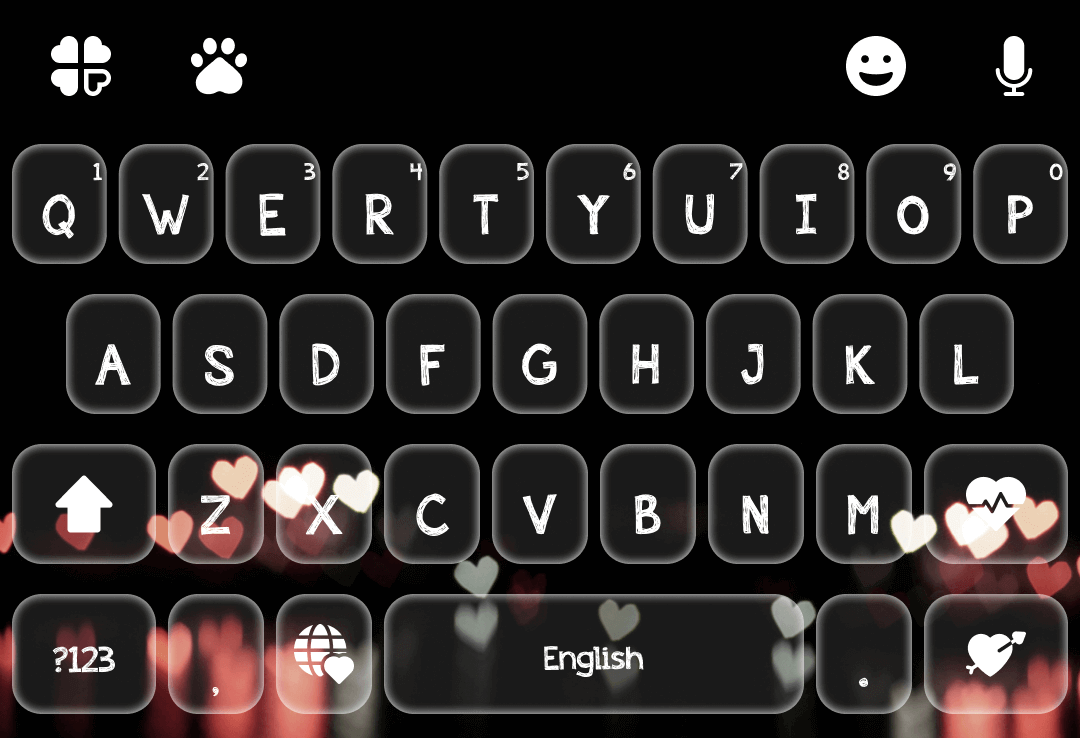 1 2 3 4 5 6 7 8 9 0
Q W E R T Y U I O P
A S D F G H J K L
Z X C V B N M
?123 , English .